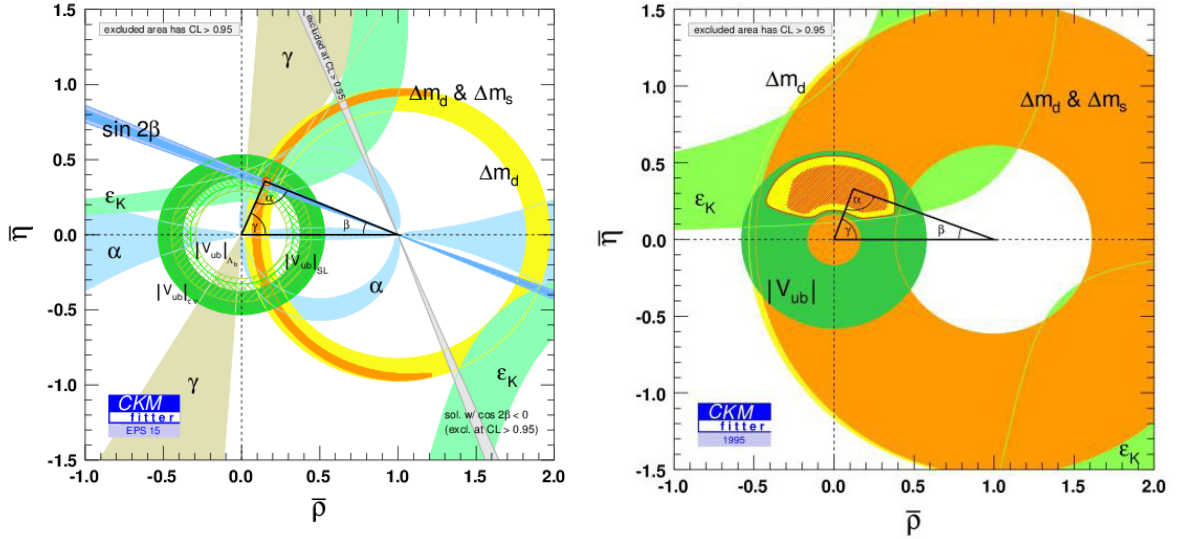 excluded area has CL > 0.95
excluded at CL > 0.95
γ
Δm_d & Δm_s
sin 2β
Δm_d
ε_K
α
α
β
γ
|V_ub|_Λb
|V_ub|_SL
α
|V_ub|_τν
γ
ε_K
sol. w/ cos 2β < 0
(excl. at CL > 0.95)
CKM
fitter
EPS 15
1.5
1.0
0.5
0.0
-0.5
-1.0
-1.5
-1.0
-0.5
0.0
0.5
1.0
1.5
2.0
η̅
ρ̅
excluded area has CL > 0.95
Δm_d
Δm_d & Δm_s
ε_K
α
β
γ
|V_ub|
ε_K
CKM
fitter
1995
1.5
1.0
0.5
0.0
-0.5
-1.0
-1.5
-1.0
-0.5
0.0
0.5
1.0
1.5
2.0
η̅
ρ̅